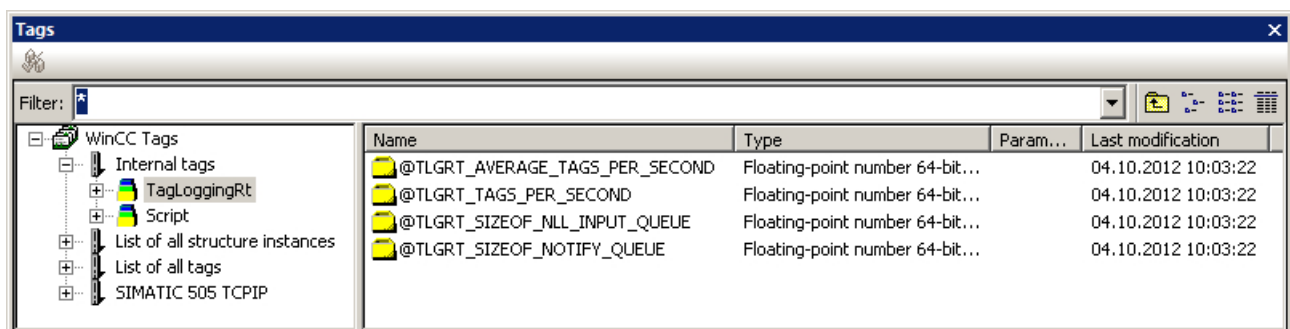 Tags
Filter: *
WinCC Tags
Internal tags
TagLoggingRt
Script
List of all structure instances
List of all tags
SIMATIC 505 TCPIP
Name Type Param... Last modification
@TLGRT_AVERAGE_TAGS_PER_SECOND Floating-point number 64-bit... 04.10.2012 10:03:22
@TLGRT_TAGS_PER_SECOND Floating-point number 64-bit... 04.10.2012 10:03:22
@TLGRT_SIZEOF_NLL_INPUT_QUEUE Floating-point number 64-bit... 04.10.2012 10:03:22
@TLGRT_SIZEOF_NOTIFY_QUEUE Floating-point number 64-bit... 04.10.2012 10:03:22